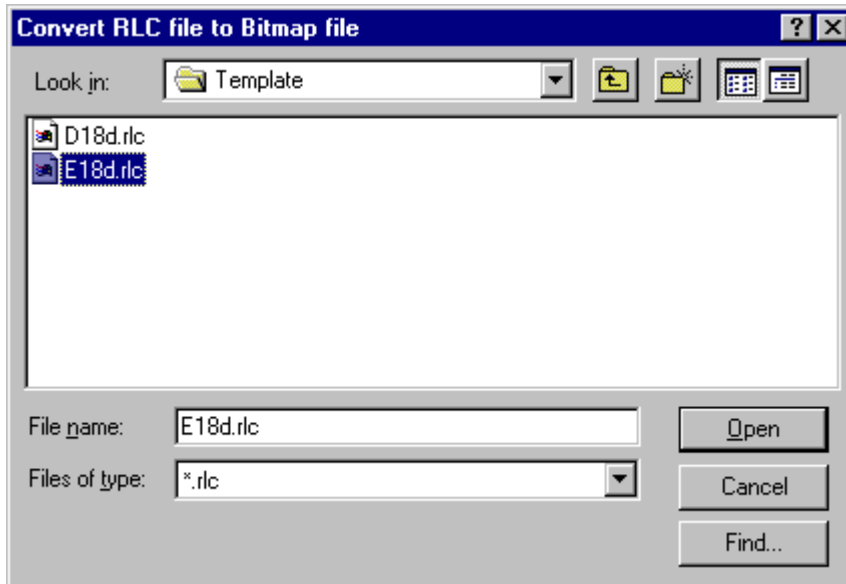 Convert RLC file to Bitmap file
Look in: Template
D18d.rlc
E18d.rlc
File name: E18d.rlc Open
Files of type: *.rlc Cancel
Find...